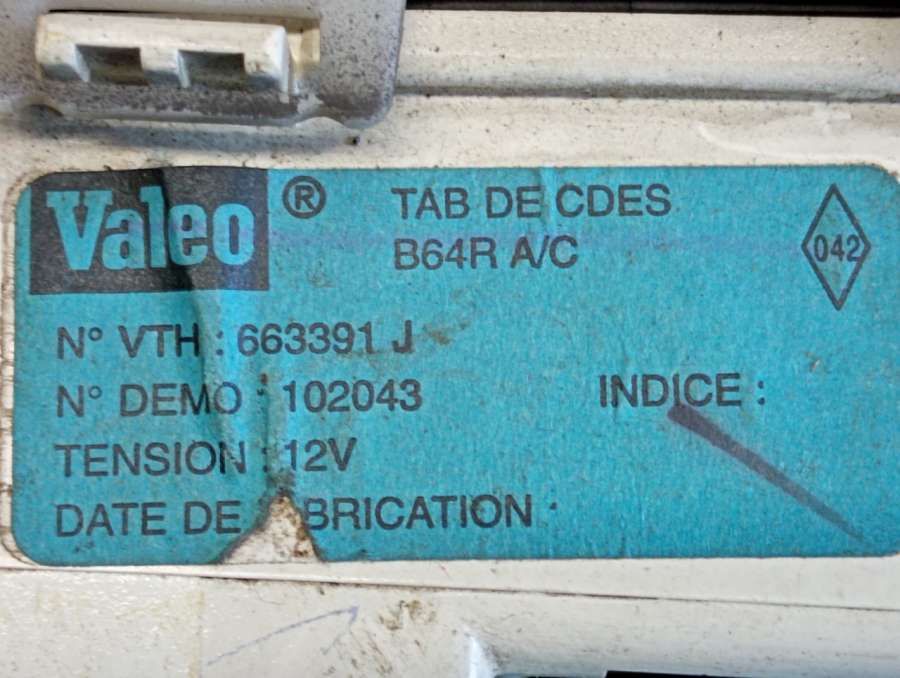 Valeo ®
TAB DE CDES
B64R A/C
042
N° VTH : 663391 J
N° DEMO : 102043
INDICE :
TENSION : 12V
DATE DE BRICATION :